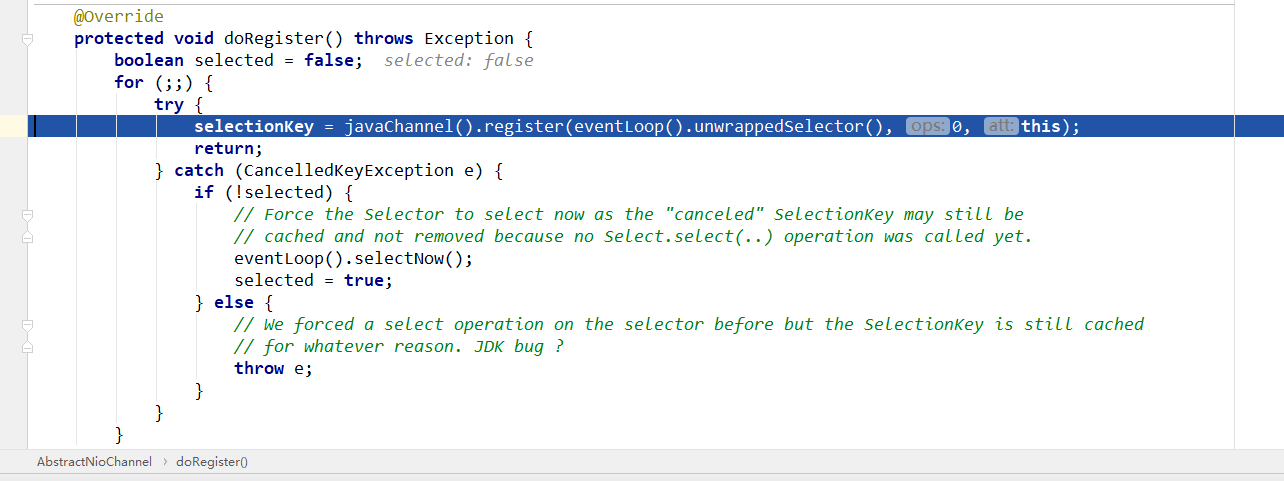 @Override
protected void doRegister() throws Exception {
boolean selected = false; selected: false
for (;;) {
try {
selectionKey = javaChannel().register(eventLoop().unwrappedSelector(), ops: 0, att: this);
return;
} catch (CancelledKeyException e) {
if (!selected) {
// Force the Selector to select now as the "canceled" SelectionKey may still be
// cached and not removed because no Select.select(..) operation was called yet.
eventLoop().selectNow();
selected = true;
} else {
// We forced a select operation on the selector before but the SelectionKey is still cached
// for whatever reason. JDK bug ?
throw e;
}
}
}
AbstractNioChannel › doRegister()